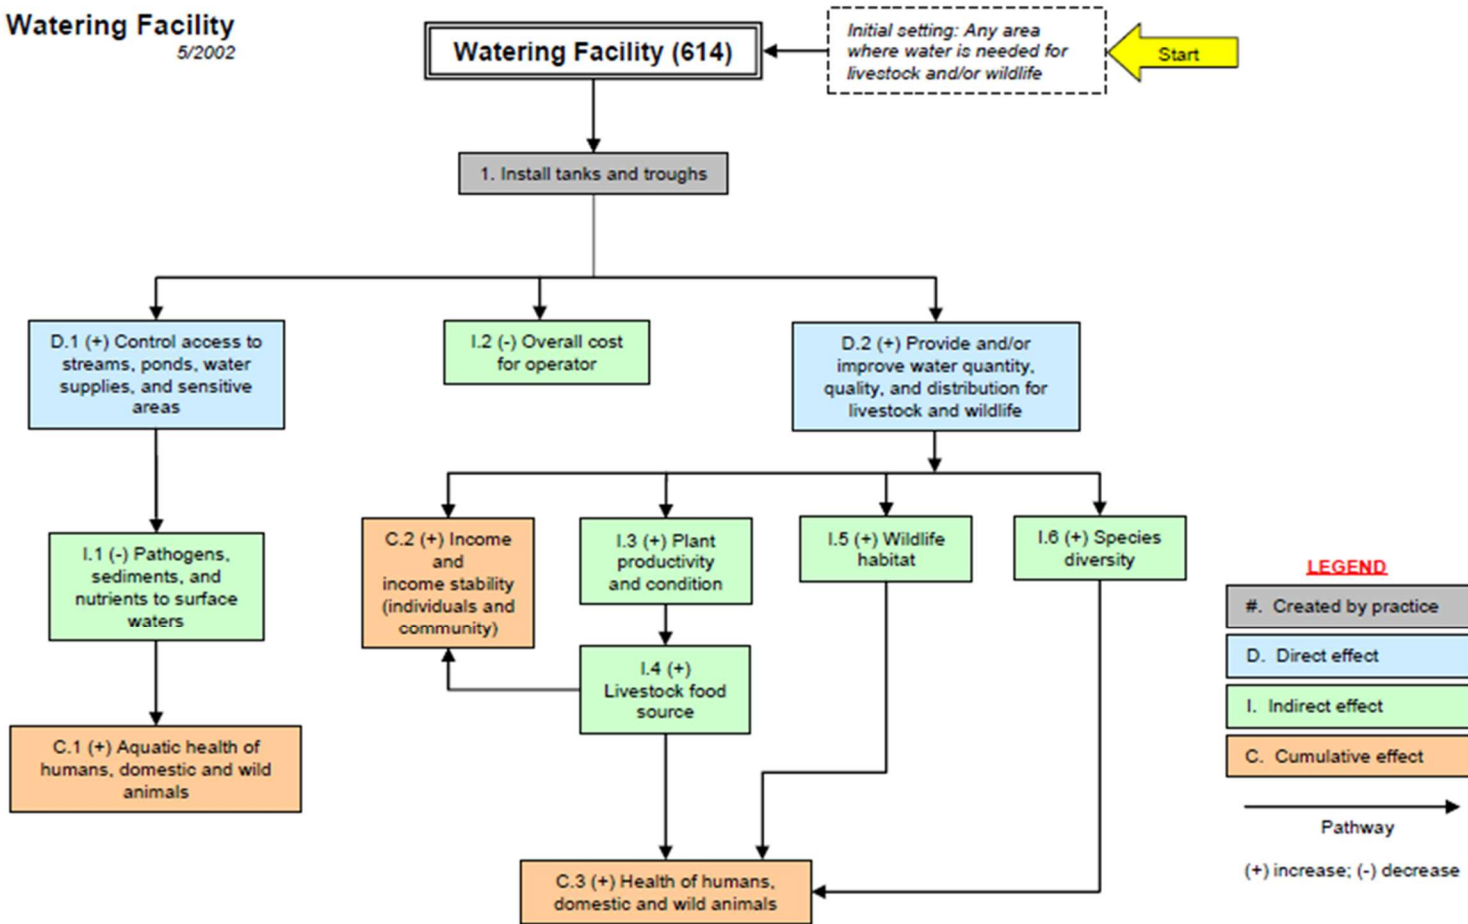 Watering Facility
5/2002
Watering Facility (614)
Initial setting: Any area
where water is needed for
livestock and/or wildlife
Start
1. Install tanks and troughs
D.1 (+) Control access to
streams, ponds, water
supplies, and sensitive
areas
I.2 (-) Overall cost
for operator
D.2 (+) Provide and/or
improve water quantity,
quality, and distribution for
livestock and wildlife
I.1 (-) Pathogens,
sediments, and
nutrients to surface
waters
C.2 (+) Income
and
income stability
(individuals and
community)
I.3 (+) Plant
productivity
and condition
I.5 (+) Wildlife
habitat
I.6 (+) Species
diversity
I.4 (+)
Livestock food
source
C.1 (+) Aquatic health of
humans, domestic and wild
animals
C.3 (+) Health of humans,
domestic and wild animals
LEGEND
#. Created by practice
D. Direct effect
I. Indirect effect
C. Cumulative effect
Pathway
(+) increase; (-) decrease